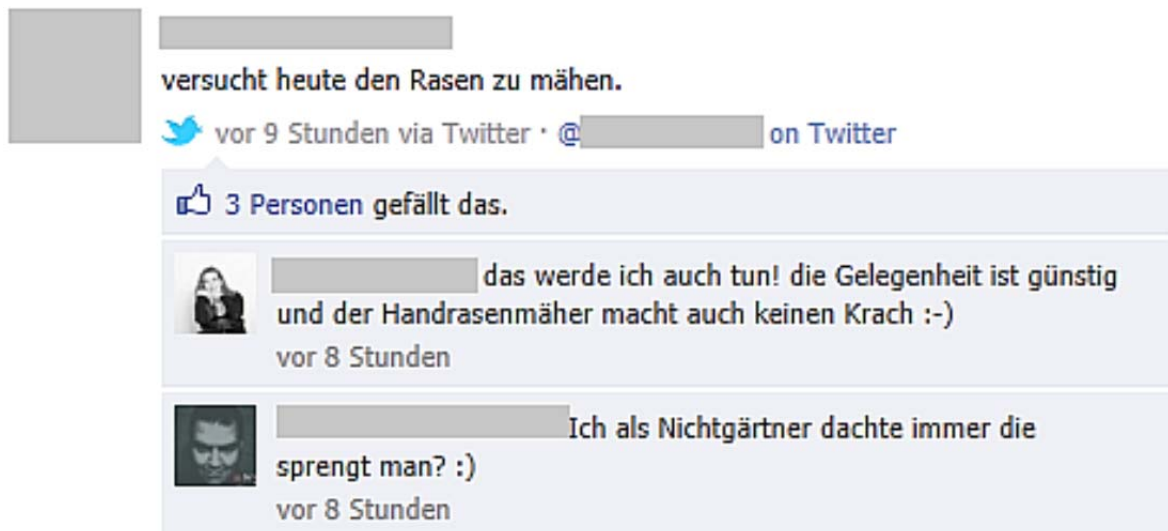 versucht heute den Rasen zu mähen.
vor 9 Stunden via Twitter · @ on Twitter
3 Personen gefällt das.
das werde ich auch tun! die Gelegenheit ist günstig
und der Handrasenmäher macht auch keinen Krach :-)
vor 8 Stunden
Ich als Nichtgärtner dachte immer die
sprengt man? :)
vor 8 Stunden